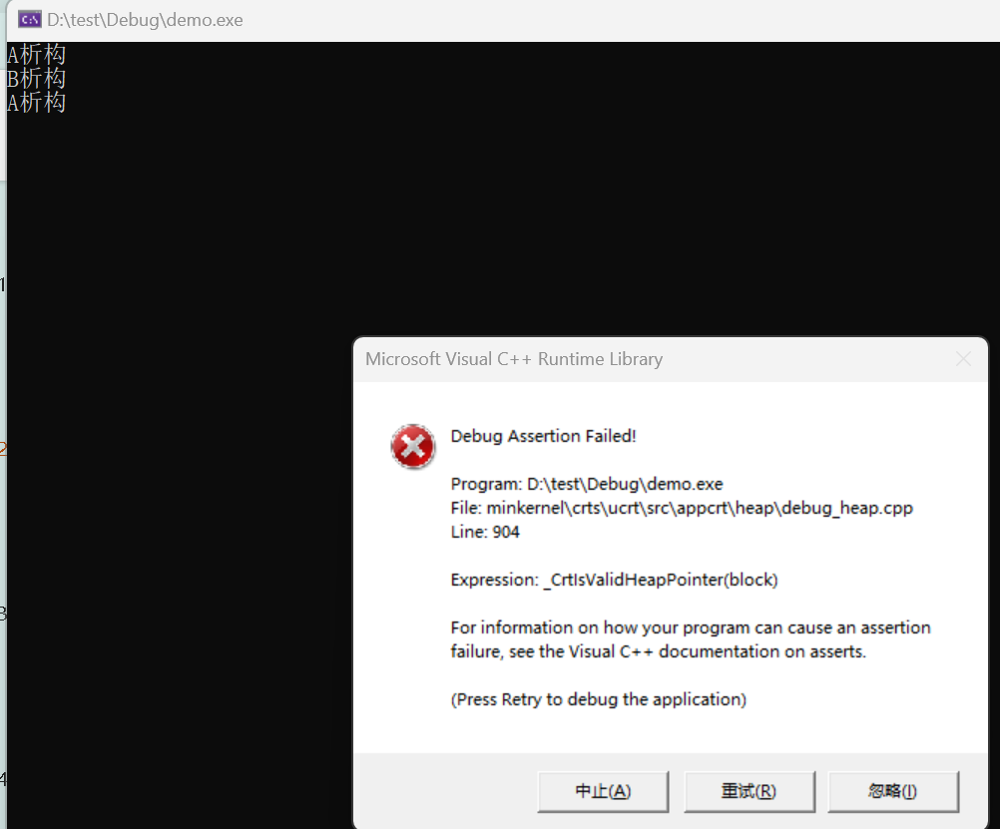 D:\test\Debug\demo.exe
A析构
B析构
A析构
1
2
3
4
Microsoft Visual C++ Runtime Library
Debug Assertion Failed!
Program: D:\test\Debug\demo.exe
File: minkernel\crts\ucrt\src\appcrt\heap\debug_heap.cpp
Line: 904
Expression: _CrtIsValidHeapPointer(block)
For information on how your program can cause an assertion
failure, see the Visual C++ documentation on asserts.
(Press Retry to debug the application)
中止(A)
重试(R)
忽略(I)